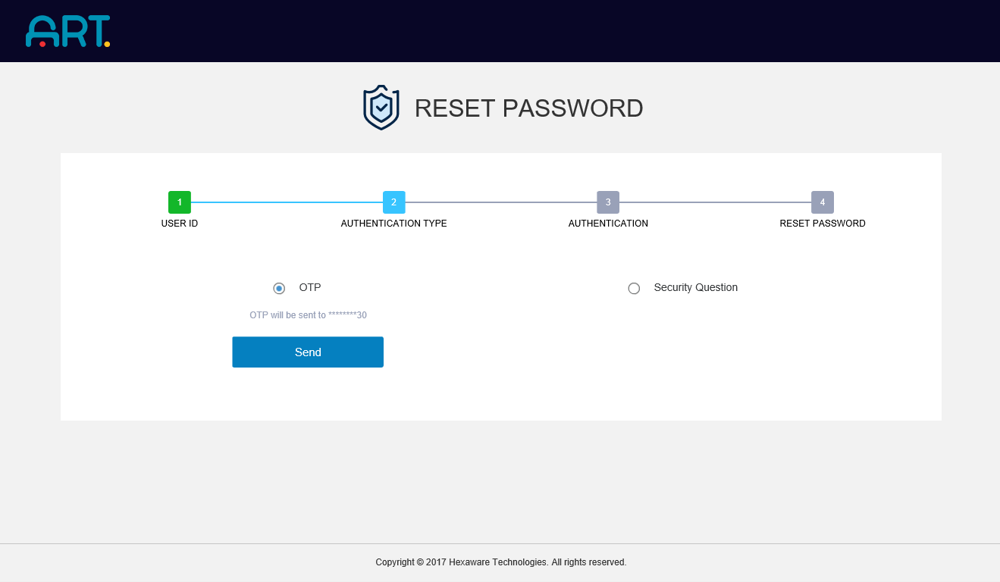 ART.
RESET PASSWORD
1
2
3
4
USER ID
AUTHENTICATION TYPE
AUTHENTICATION
RESET PASSWORD
OTP
Security Question
OTP will be sent to ********30
Send
Copyright © 2017 Hexaware Technologies. All rights reserved.